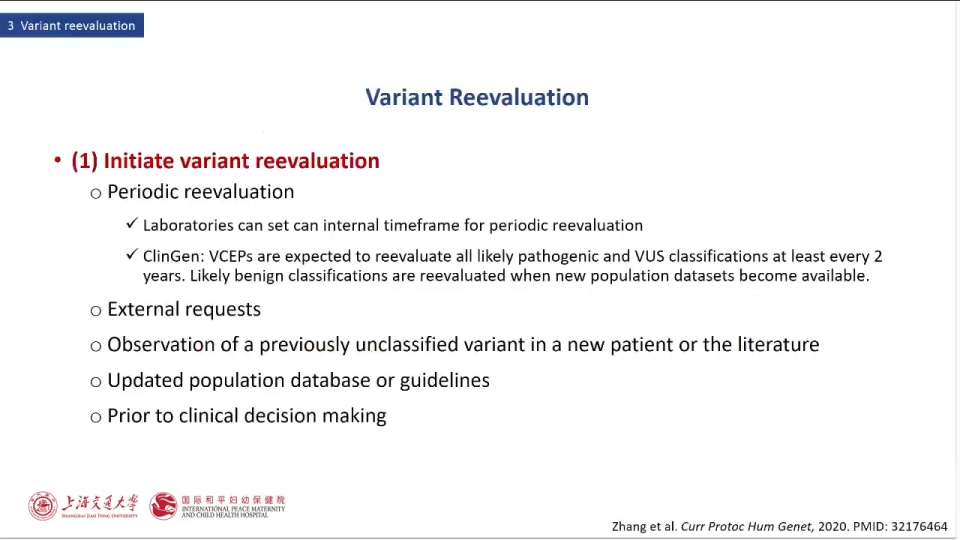 3 Variant reevaluation
Variant Reevaluation
• (1) Initiate variant reevaluation
o Periodic reevaluation
✓ Laboratories can set can internal timeframe for periodic reevaluation
✓ ClinGen: VCEPs are expected to reevaluate all likely pathogenic and VUS classifications at least every 2
years. Likely benign classifications are reevaluated when new population datasets become available.
o External requests
o Observation of a previously unclassified variant in a new patient or the literature
o Updated population database or guidelines
o Prior to clinical decision making
上海交通大学
SHANGHAI JIAO TONG UNIVERSITY
国际和平妇幼保健院
INTERNATIONAL PEACE MATERNITY
AND CHILD HEALTH HOSPITAL
Zhang et al. Curr Protoc Hum Genet, 2020. PMID: 32176464